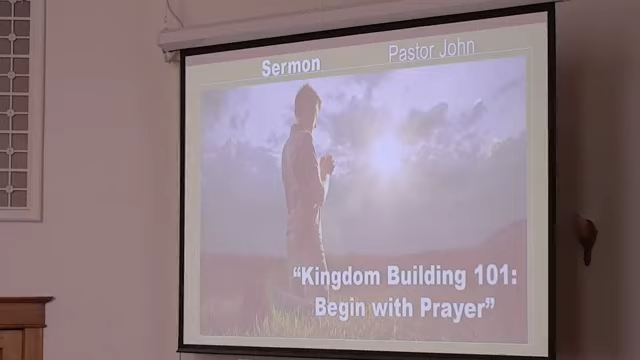 Sermon Pastor John
“Kingdom Building 101:
Begin with Prayer”